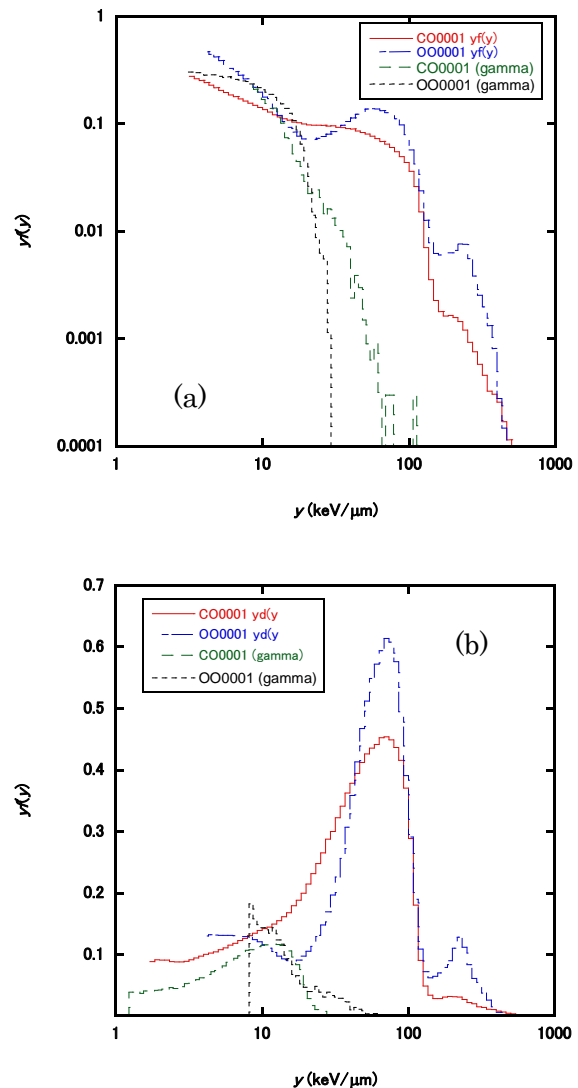 1
CO0001 yf(y)
OO0001 yf(y)
CO0001 (gamma)
OO0001 (gamma)
0.1
yf(y)
0.01
0.001
(a)
0.0001
1
10
100
1000
y (keV/μm)
0.7
CO0001 yd(y
OO0001 yd(y
CO0001 (gamma)
OO0001 (gamma)
(b)
0.6
0.5
0.4
yf(y)
0.3
0.2
0.1
1
10
100
1000
y (keV/μm)